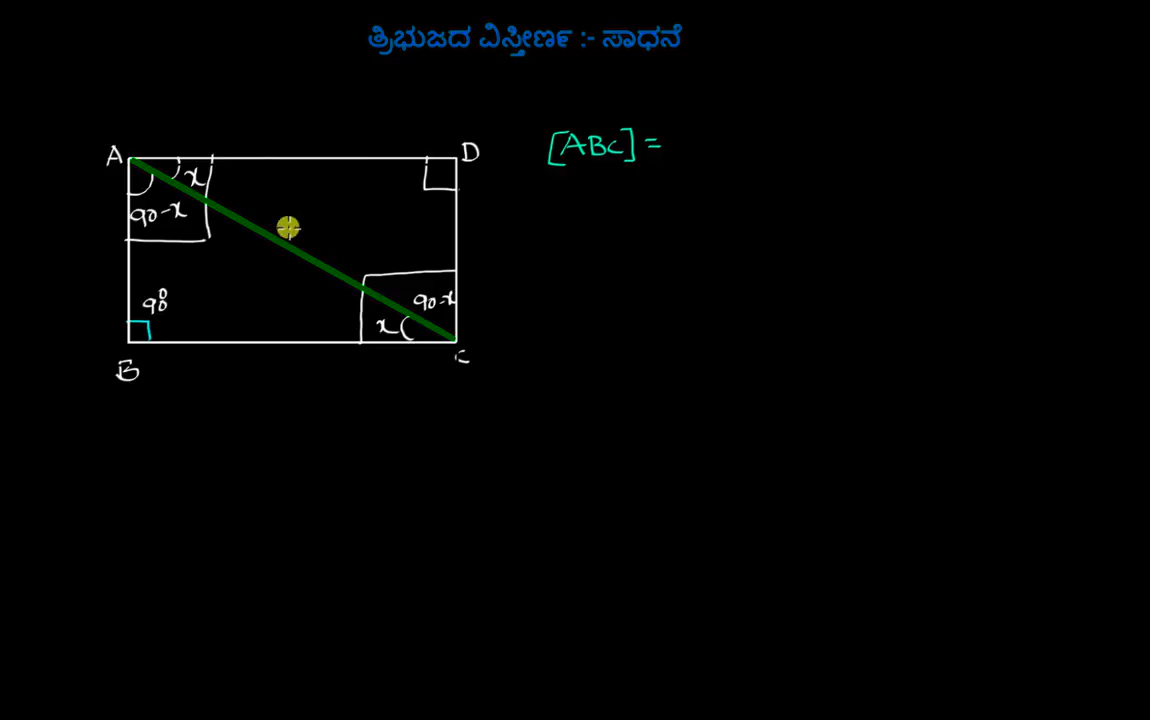 ತ್ರಿಭುಜದ ವಿಸ್ತೀರ್ಣ :- ಸಾಧನೆ
A
D
[ABC] =
x
90-x
90°
90-x
x
B
C